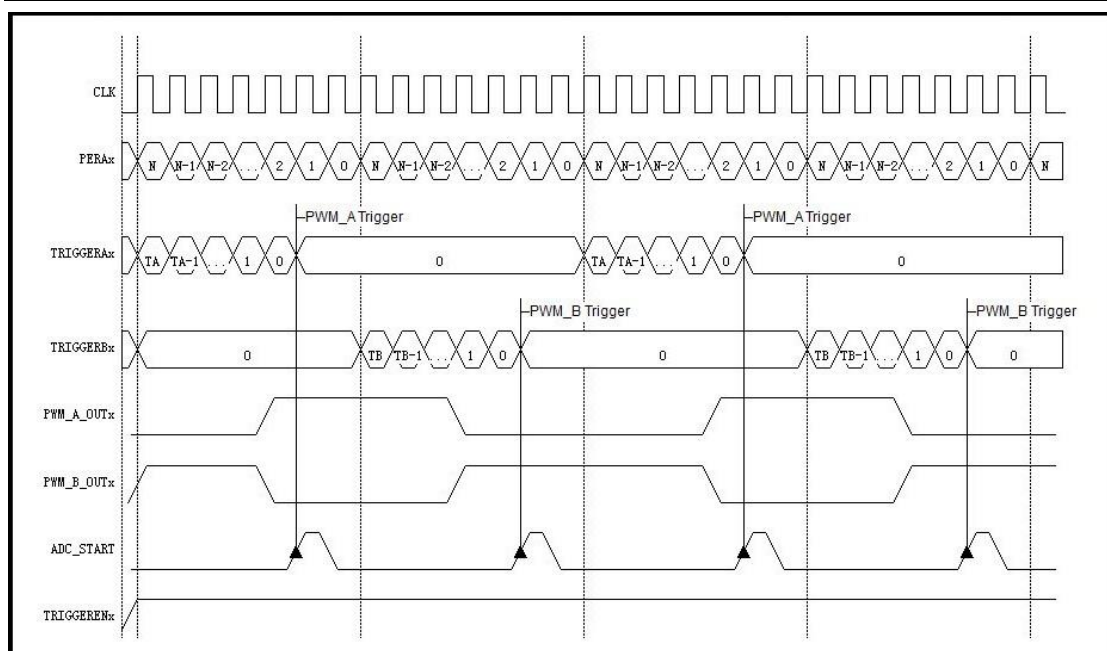 CLK
PERAx N N-1 N-2 ... 2 1 0 N N-1 N-2 ... 2 1 0 N N-1 N-2 ... 2 1 0 N N-1 N-2 ... 2 1 0 N
PWM_A Trigger PWM_A Trigger
TRIGGERAx TA TA-1 ... 1 0 0 TA TA-1 ... 1 0 0
PWM_B Trigger PWM_B Trigger
TRIGGERBx 0 TB TB-1 ... 1 0 0 TB TB-1 ... 1 0 0
PWM_A_OUTx
PWM_B_OUTx
ADC_START
TRIGGERENx